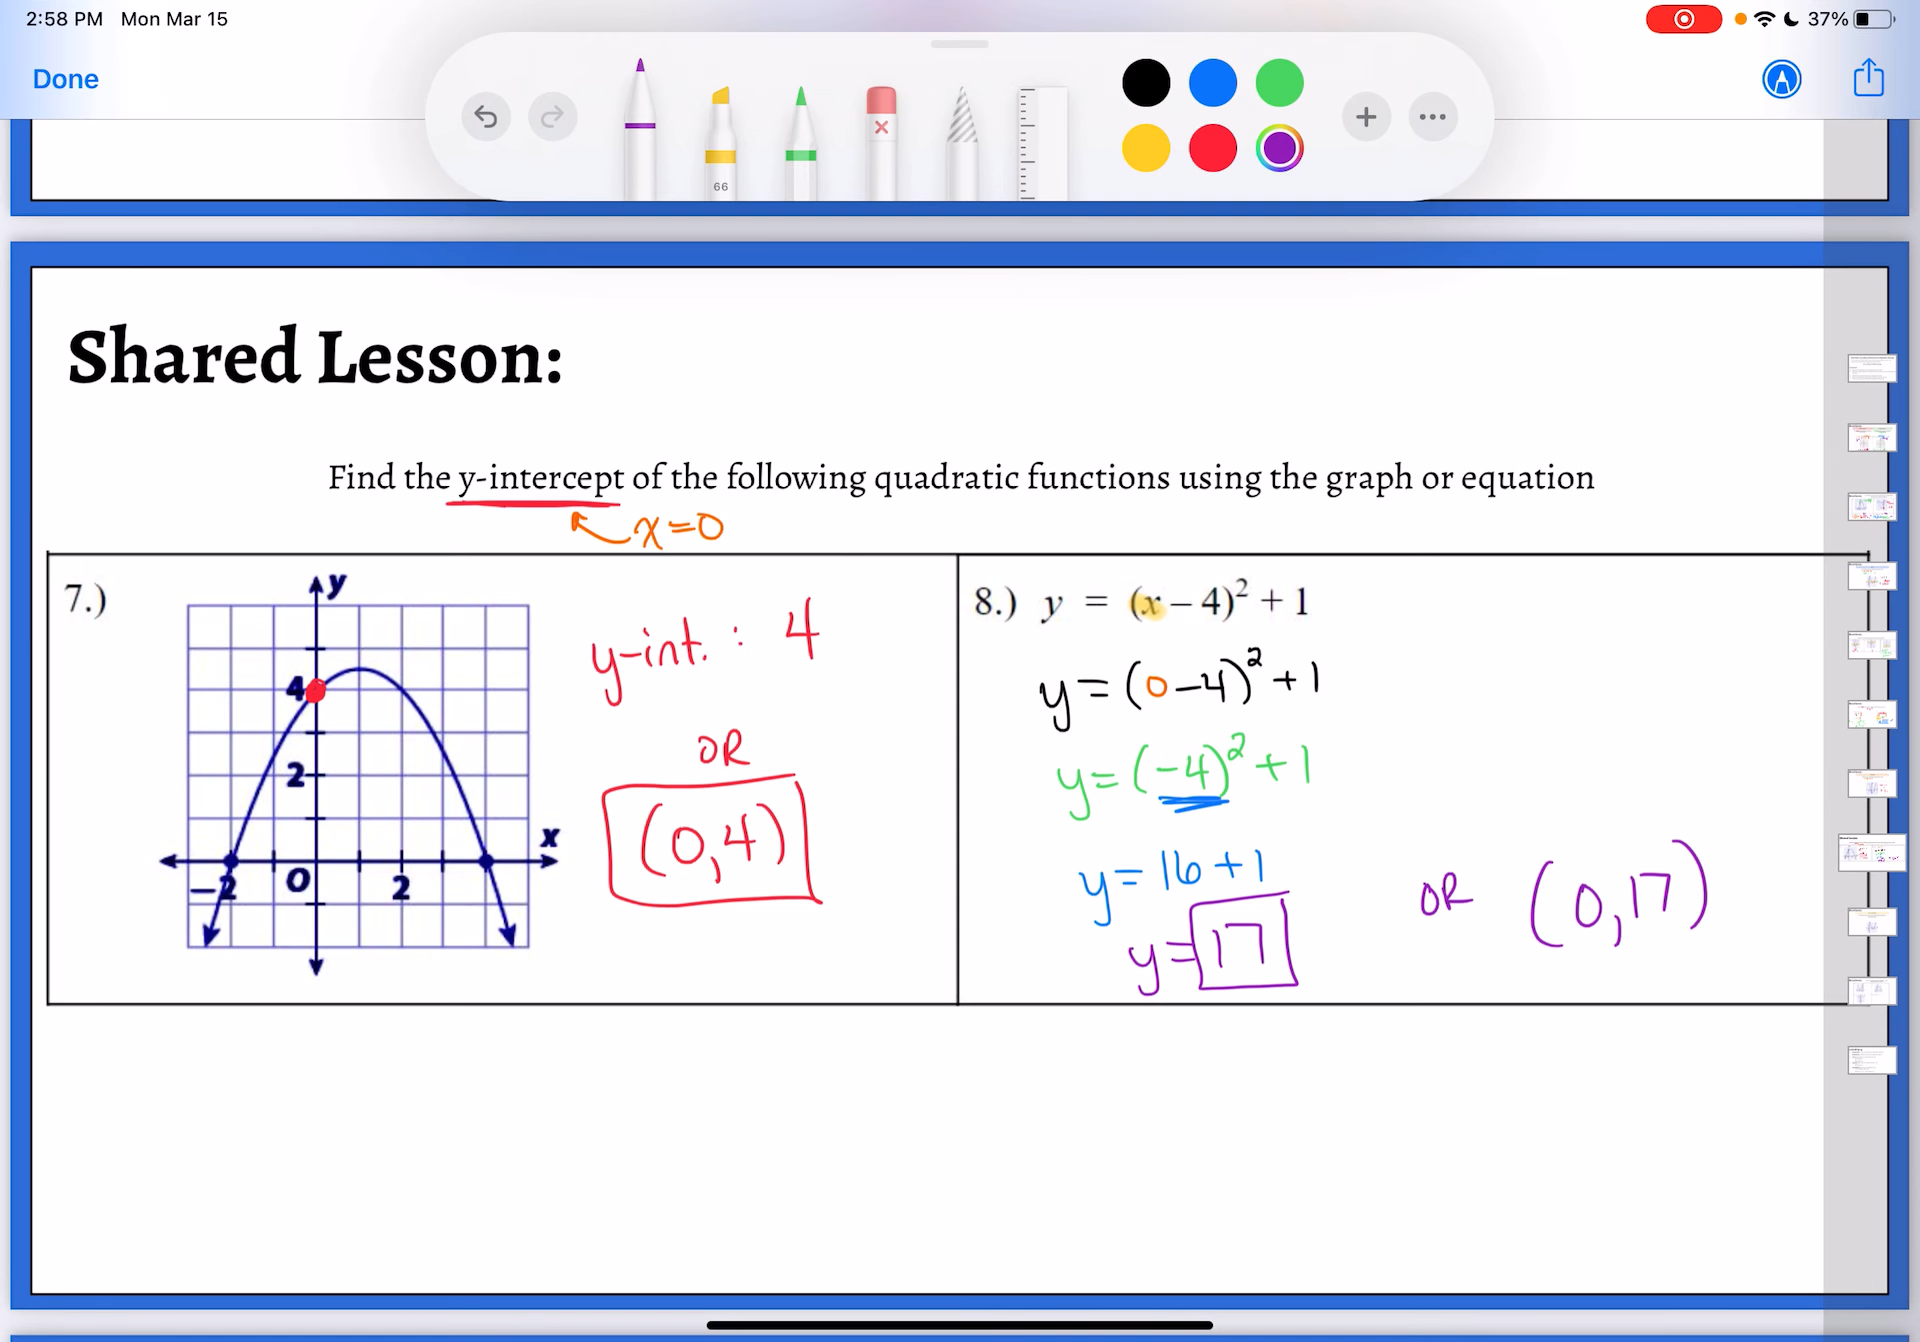 2:58 PM Mon Mar 15
37%
Done
66
Shared Lesson:
Find the y-intercept of the following quadratic functions using the graph or equation
x=0
7.)
y
4
2
x
-2 O 2
y-int. : 4
OR
(0,4)
8.) y = (x – 4)² + 1
y = (0-4)² + 1
y = (-4)² + 1
y = 16 + 1
y = 17 OR (0,17)